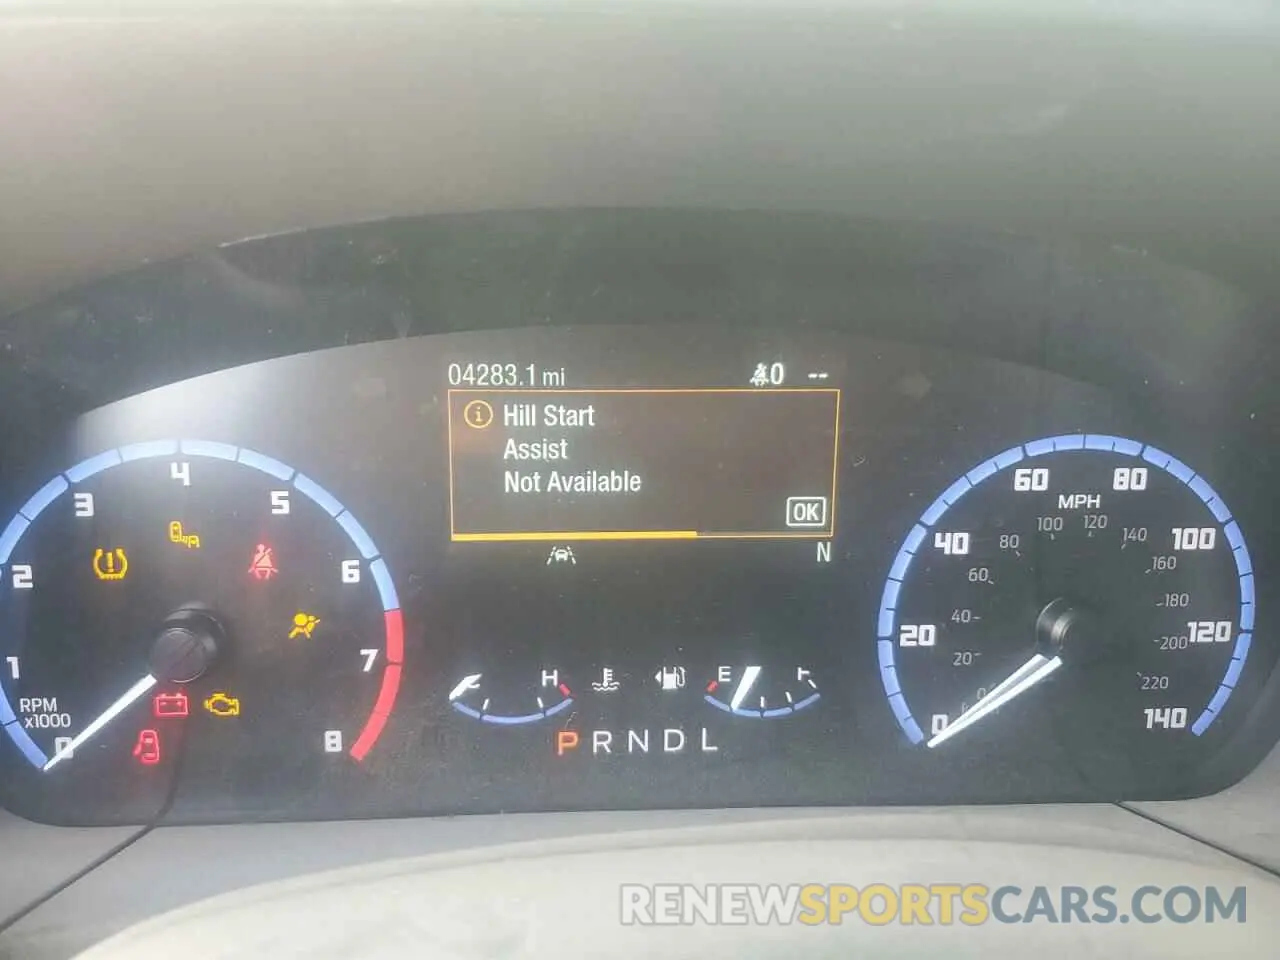 04283.1 mi 0 --
Hill Start
Assist
Not Available
OK
N
0 1 2 3 4 5 6 7 8
RPM
x1000
H
E
P R N D L
0 20 40 60 80 100 120 140
MPH
0 20 40 60 80 100 120 140 160 180 200 220
RENEWSPORTSCARS.COM